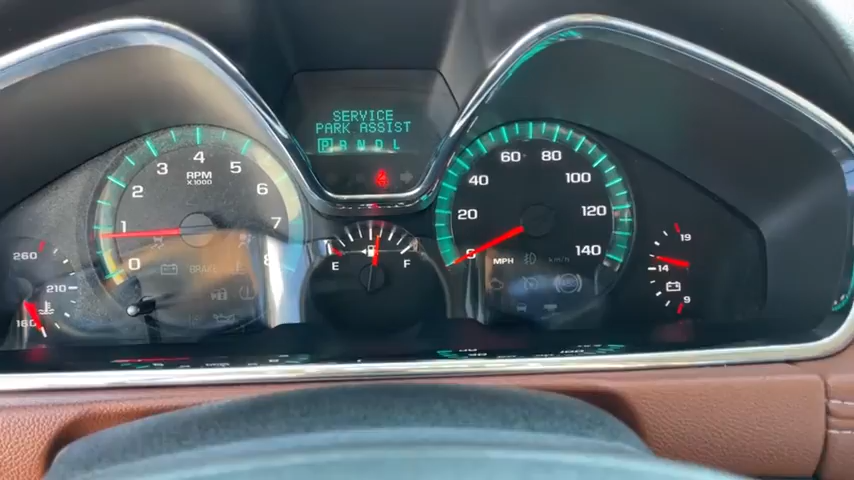 SERVICE
PARK ASSIST
P R N D L
0 1 2 3 4 5 6 7 8
RPM
X1000
BRAKE
260
210
160
E F
0 20 40 60 80 100 120 140
MPH
km/h
19
14
9